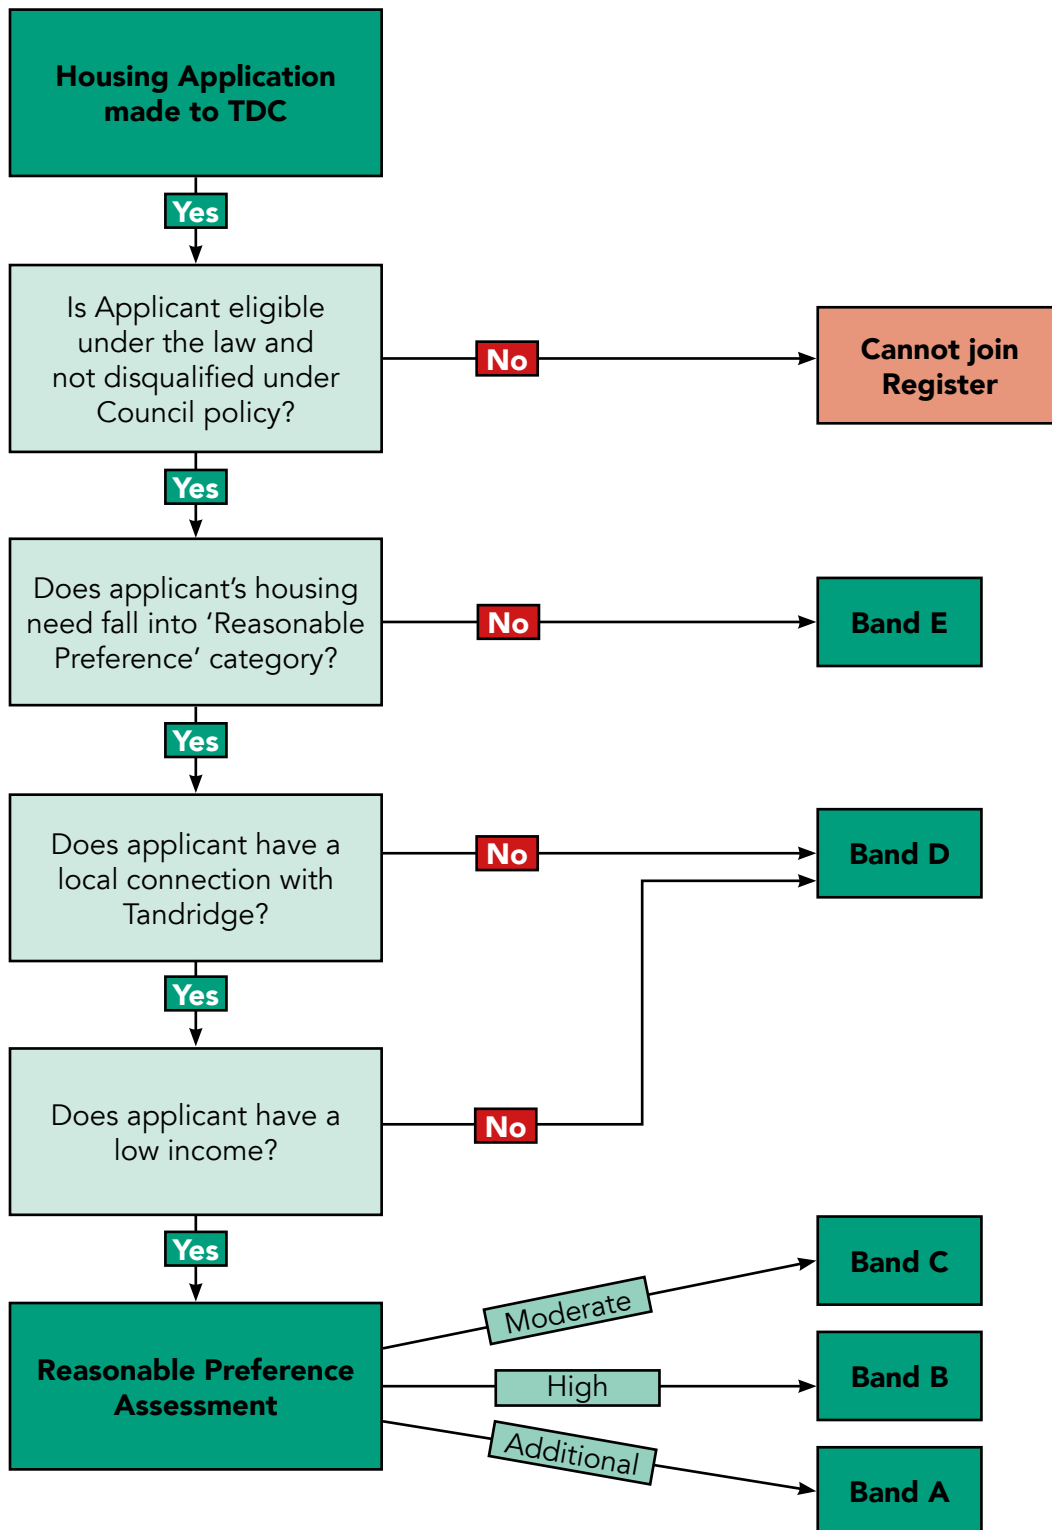 Housing Application
made to TDC
Yes
Is Applicant eligible
under the law and
not disqualified under
Council policy?
No
Cannot join
Register
Yes
Does applicant’s housing
need fall into ‘Reasonable
Preference’ category?
No
Band E
Yes
Does applicant have a
local connection with
Tandridge?
No
Band D
Yes
Does applicant have a
low income?
No
Yes
Reasonable Preference
Assessment
Moderate
Band C
High
Band B
Additional
Band A